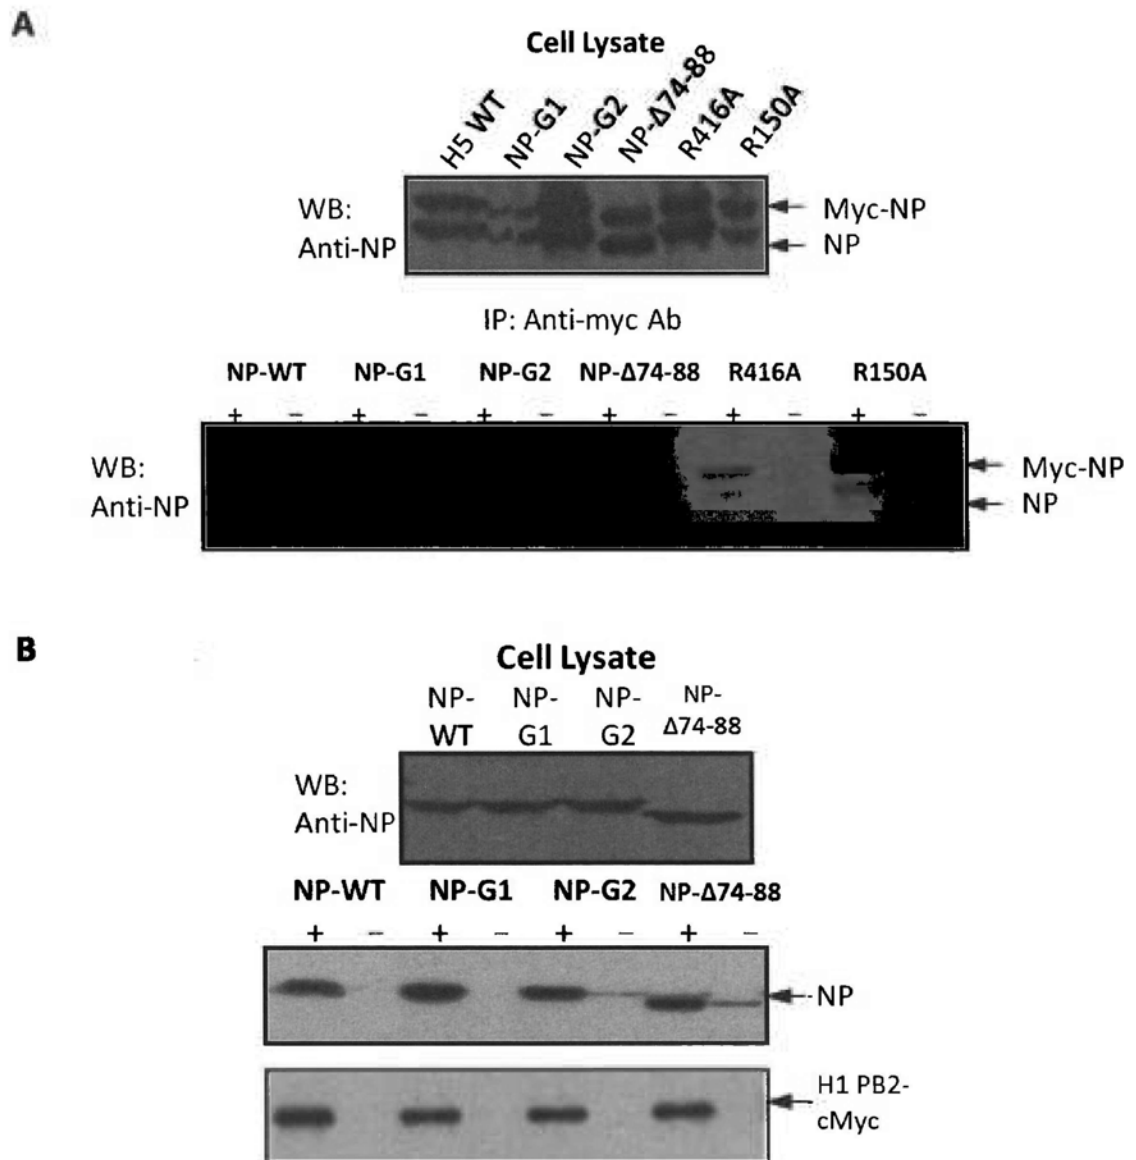 A
Cell Lysate
H5 WT NP-G1 NP-G2 NP-Δ74-88 R416A R150A
WB:
Anti-NP
Myc-NP
NP
IP: Anti-myc Ab
NP-WT NP-G1 NP-G2 NP-Δ74-88 R416A R150A
+ − + − + − + − + − + −
WB:
Anti-NP
Myc-NP
NP
B
Cell Lysate
NP-WT NP-G1 NP-G2 NP-Δ74-88
WB:
Anti-NP
NP-WT NP-G1 NP-G2 NP-Δ74-88
+ − + − + − + −
NP
H1 PB2-
cMyc